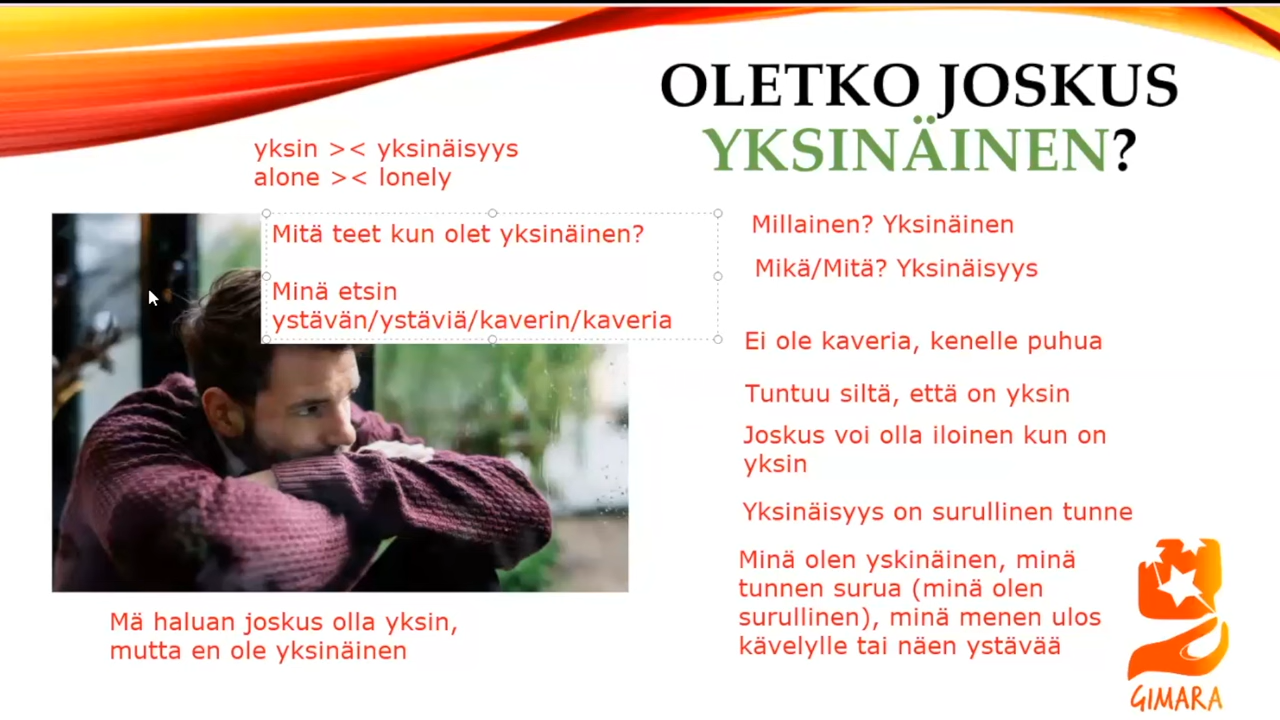 OLETKO JOSKUS
YKSINÄINEN?
yksin >< yksinäisyys
alone >< lonely
Mitä teet kun olet yksinäinen?
Minä etsin
ystävän/ystäviä/kaverin/kaveria
Mä haluan joskus olla yksin,
mutta en ole yksinäinen
Millainen? Yksinäinen
Mikä/Mitä? Yksinäisyys
Ei ole kaveria, kenelle puhua
Tuntuu siltä, että on yksin
Joskus voi olla iloinen kun on
yksin
Yksinäisyys on surullinen tunne
Minä olen yskinäinen, minä
tunnen surua (minä olen
surullinen), minä menen ulos
kävelylle tai näen ystävää
GIMARA